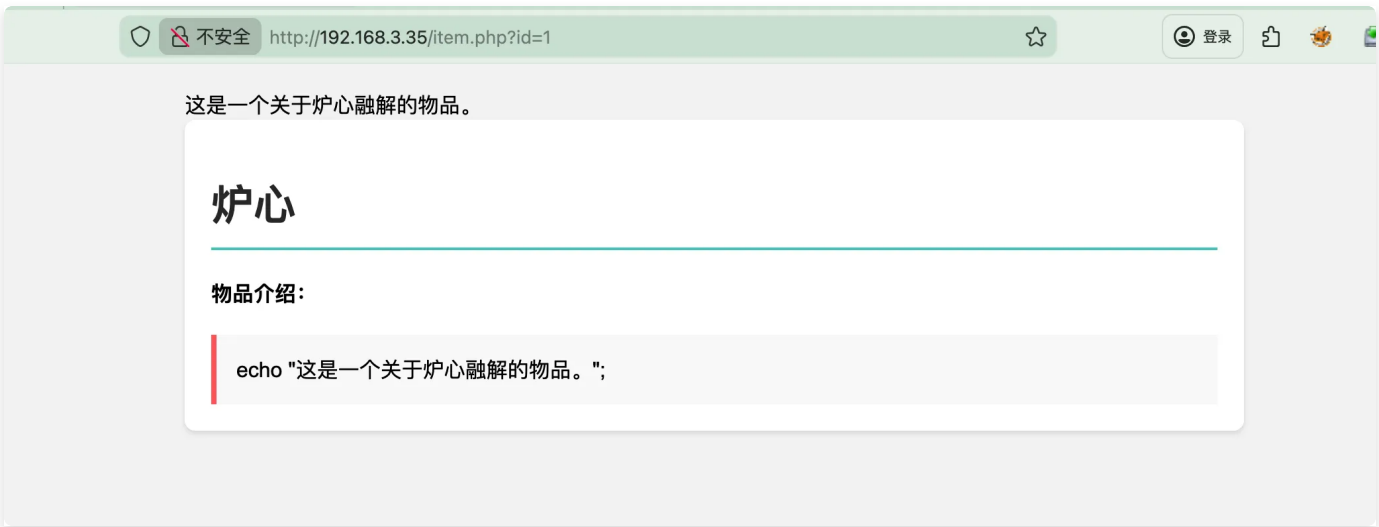 不安全 http://192.168.3.35/item.php?id=1 登录
这是一个关于炉心融解的物品。
炉心
物品介绍：
echo "这是一个关于炉心融解的物品。";